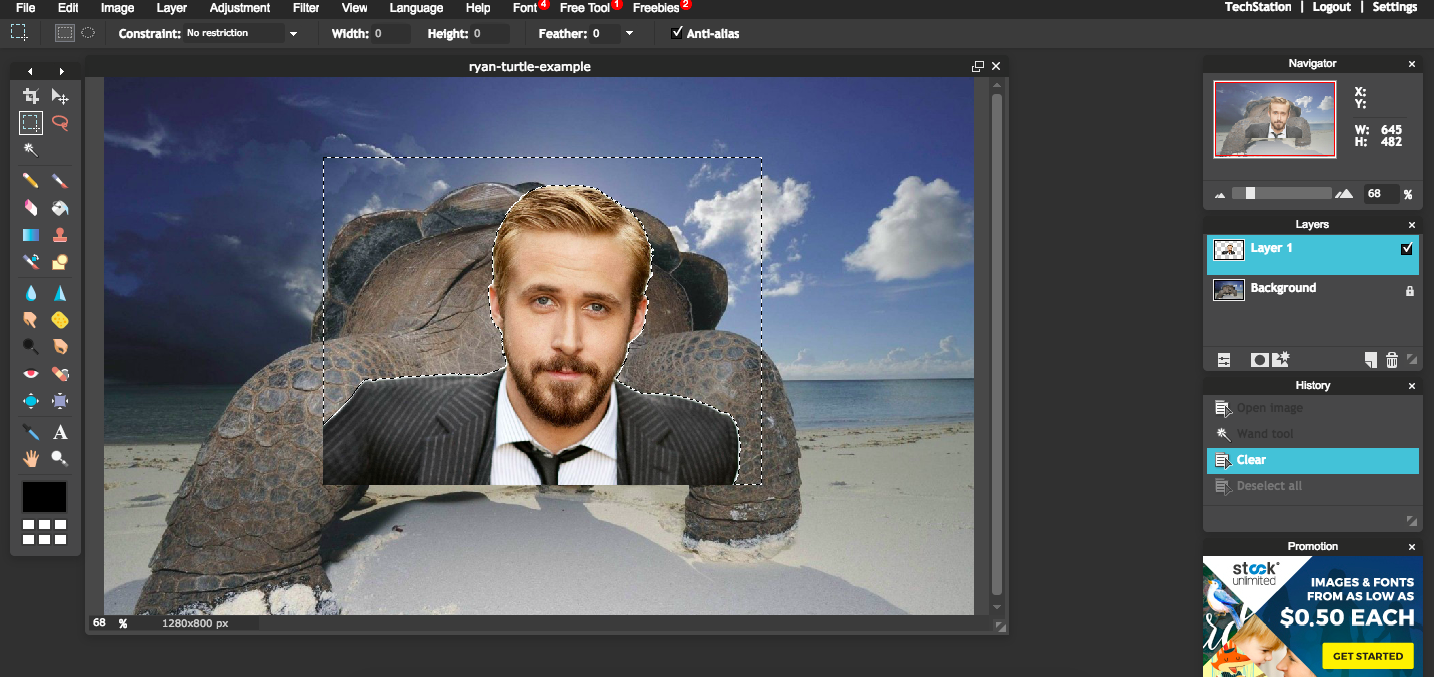 File Edit Image Layer Adjustment Filter View Language Help Font 4 Free Tool 1 Freebies 2 TechStation | Logout | Settings
Constraint: No restriction Width: 0 Height: 0 Feather: 0 Anti-alias
ryan-turtle-example
68 % 1280x800 px
A
Navigator
X:
Y:
W: 645
H: 482
68 %
Layers
Layer 1
Background
History
Open image
Wand tool
Clear
Deselect all
Promotion
stock
unlimited
IMAGES & FONTS
FROM AS LOW AS
$0.50 EACH
GET STARTED